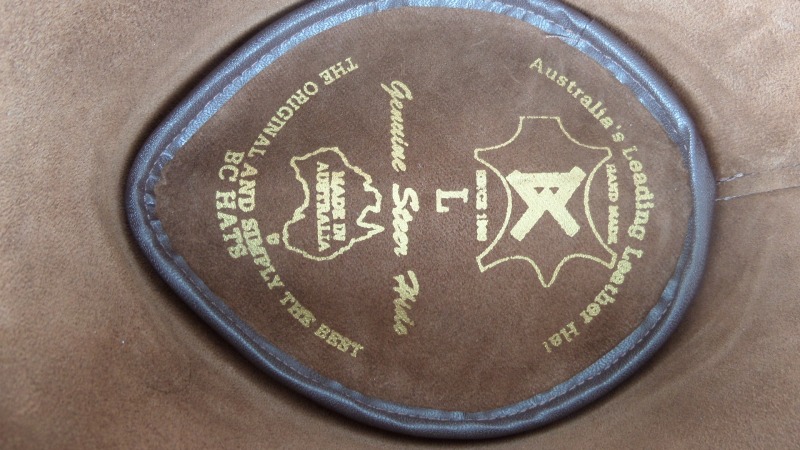 Australia's Leading Leather Hat
HAND MADE
SINCE
L
Genuine Steer Hide
MADE IN
AUSTRALIA
THE ORIGINAL AND SIMPLY THE BEST
BC HATS